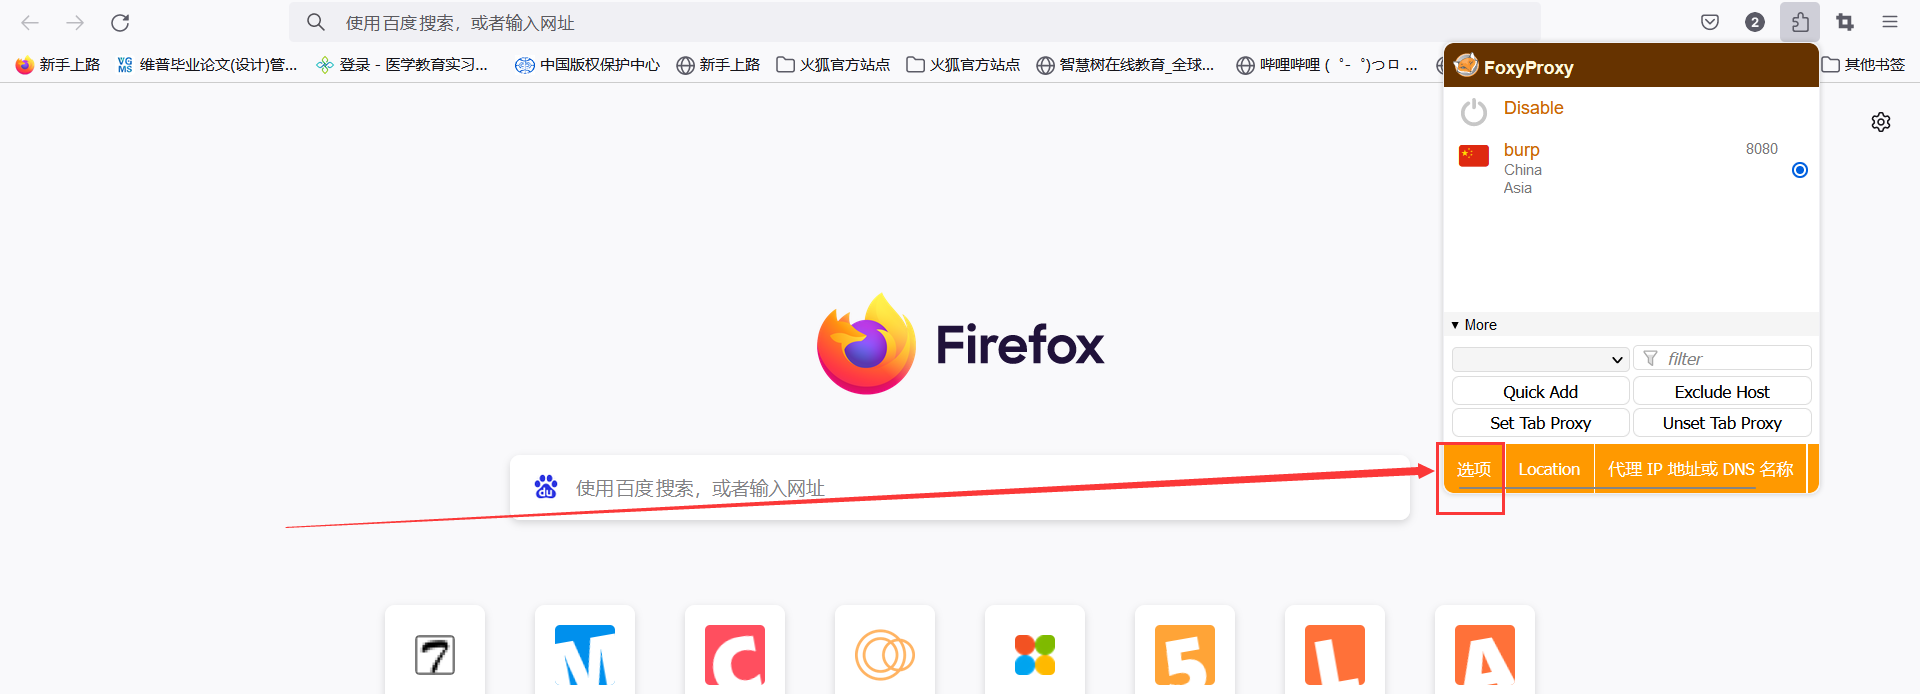 使用百度搜索，或者输入网址
2
新手上路
VG
MS
维普毕业论文(设计)管...
登录 - 医学教育实习...
中国版权保护中心
新手上路
火狐官方站点
火狐官方站点
智慧树在线教育_全球...
哔哩哔哩 ( ゜- ゜)つロ ...
其他书签
FoxyProxy
Disable
burp
8080
China
Asia
▾ More
filter
Quick Add
Exclude Host
Set Tab Proxy
Unset Tab Proxy
选项
Location
代理 IP 地址或 DNS 名称
Firefox
du
使用百度搜索，或者输入网址
7
M
C
5
L
A